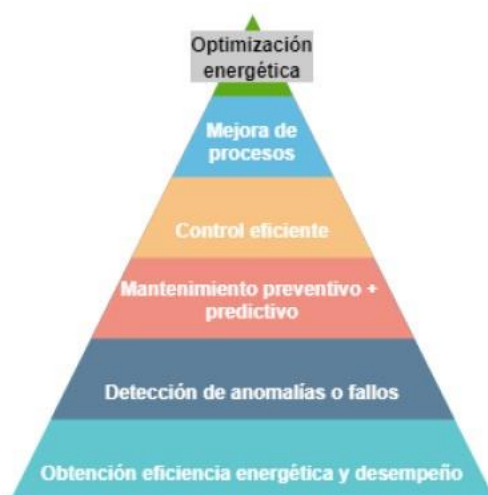 Optimización
energética
Mejora de
procesos
Control eficiente
Mantenimiento preventivo +
predictivo
Detección de anomalías o fallos
Obtención eficiencia energética y desempeño